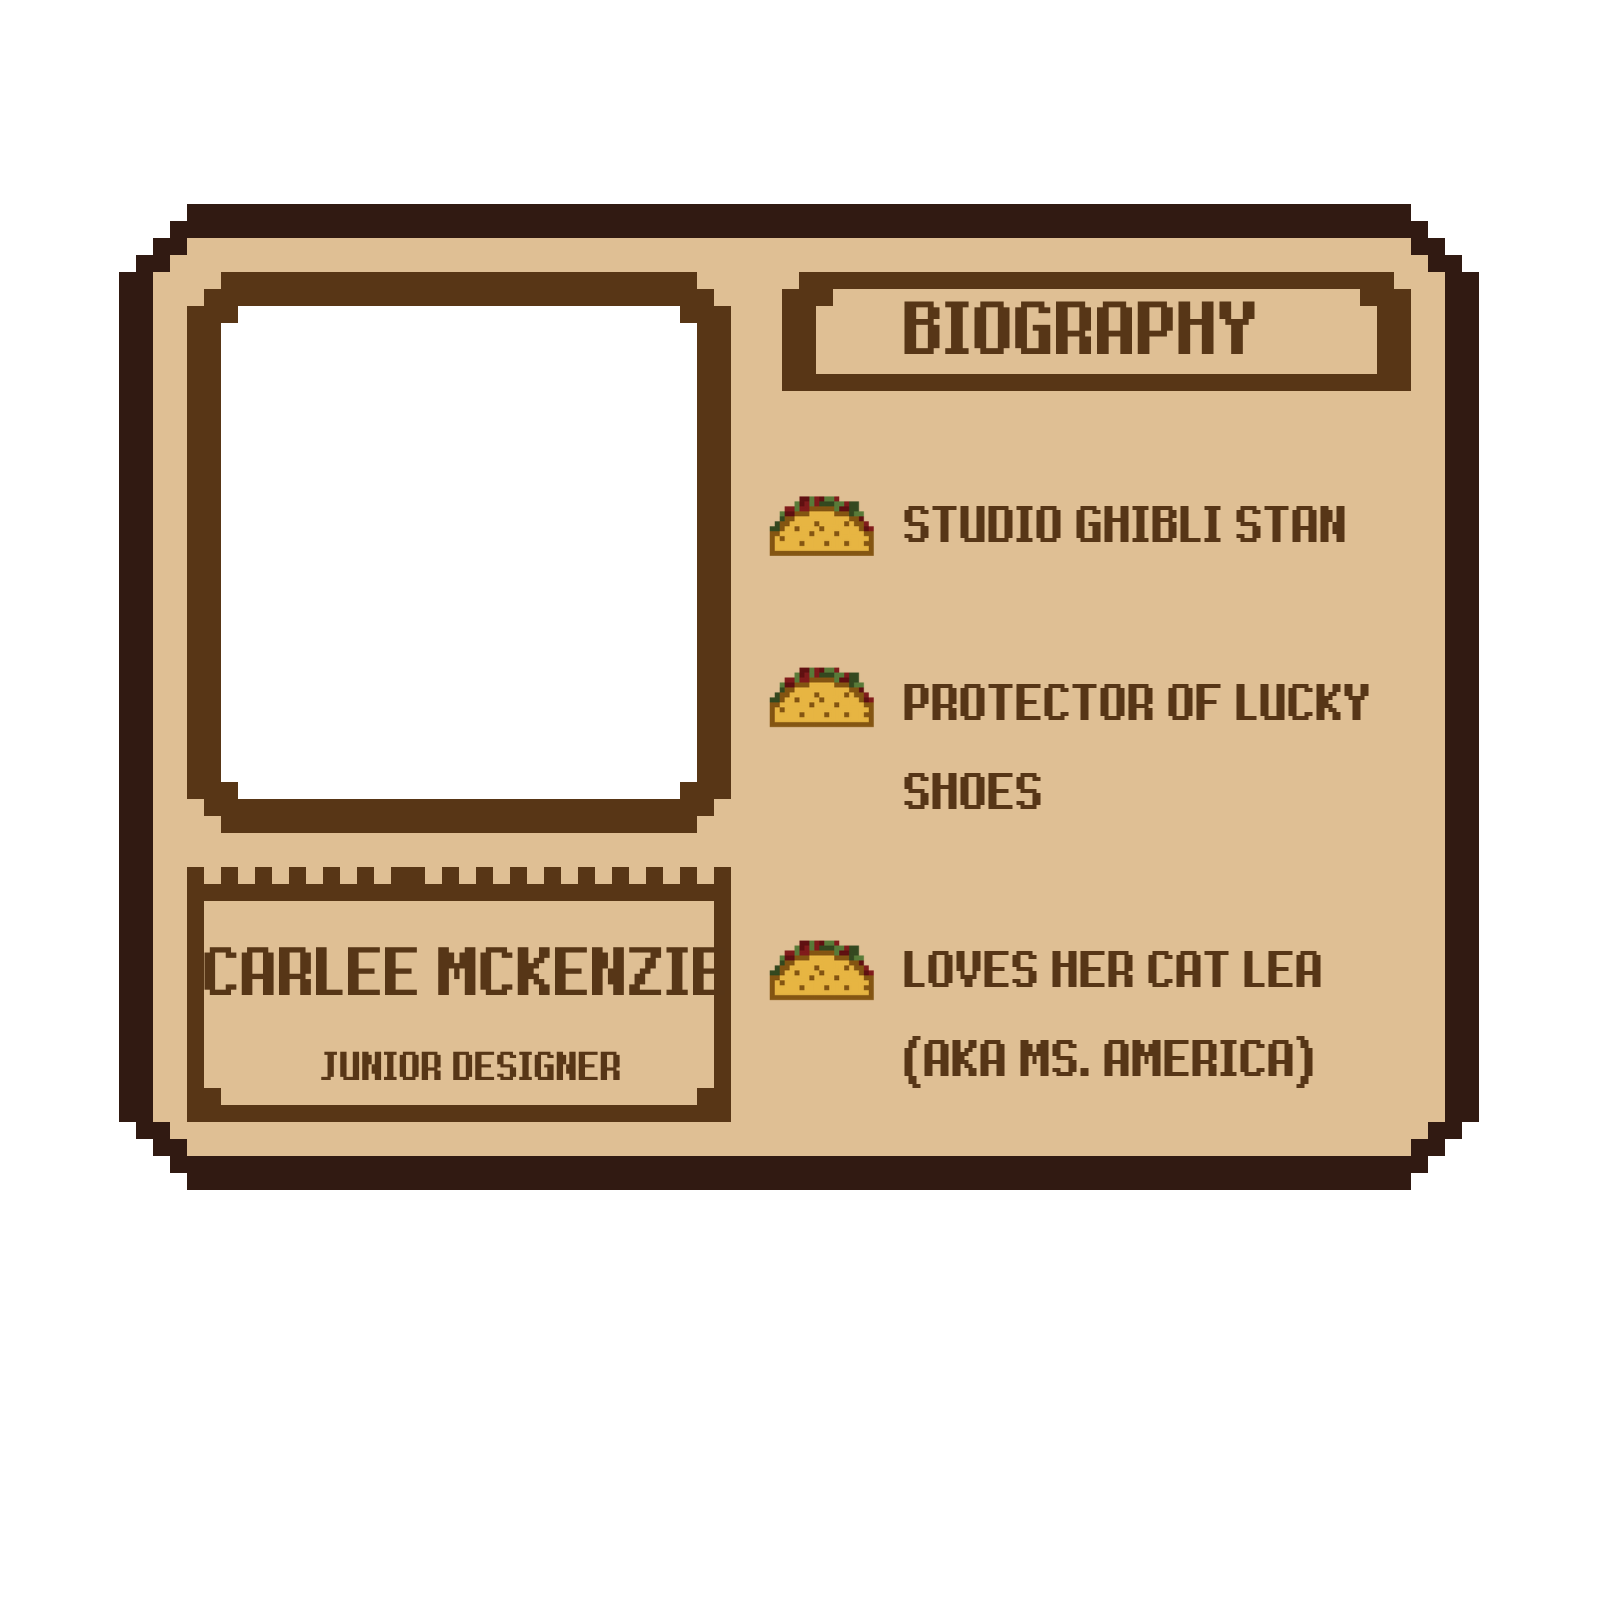 BIOGRAPHY
STUDIO GHIBLI STAN
PROTECTOR OF LUCKY
SHOES
LOVES HER CAT LEA
(AKA MS. AMERICA)
CARLEE MCKENZIE
JUNIOR DESIGNER